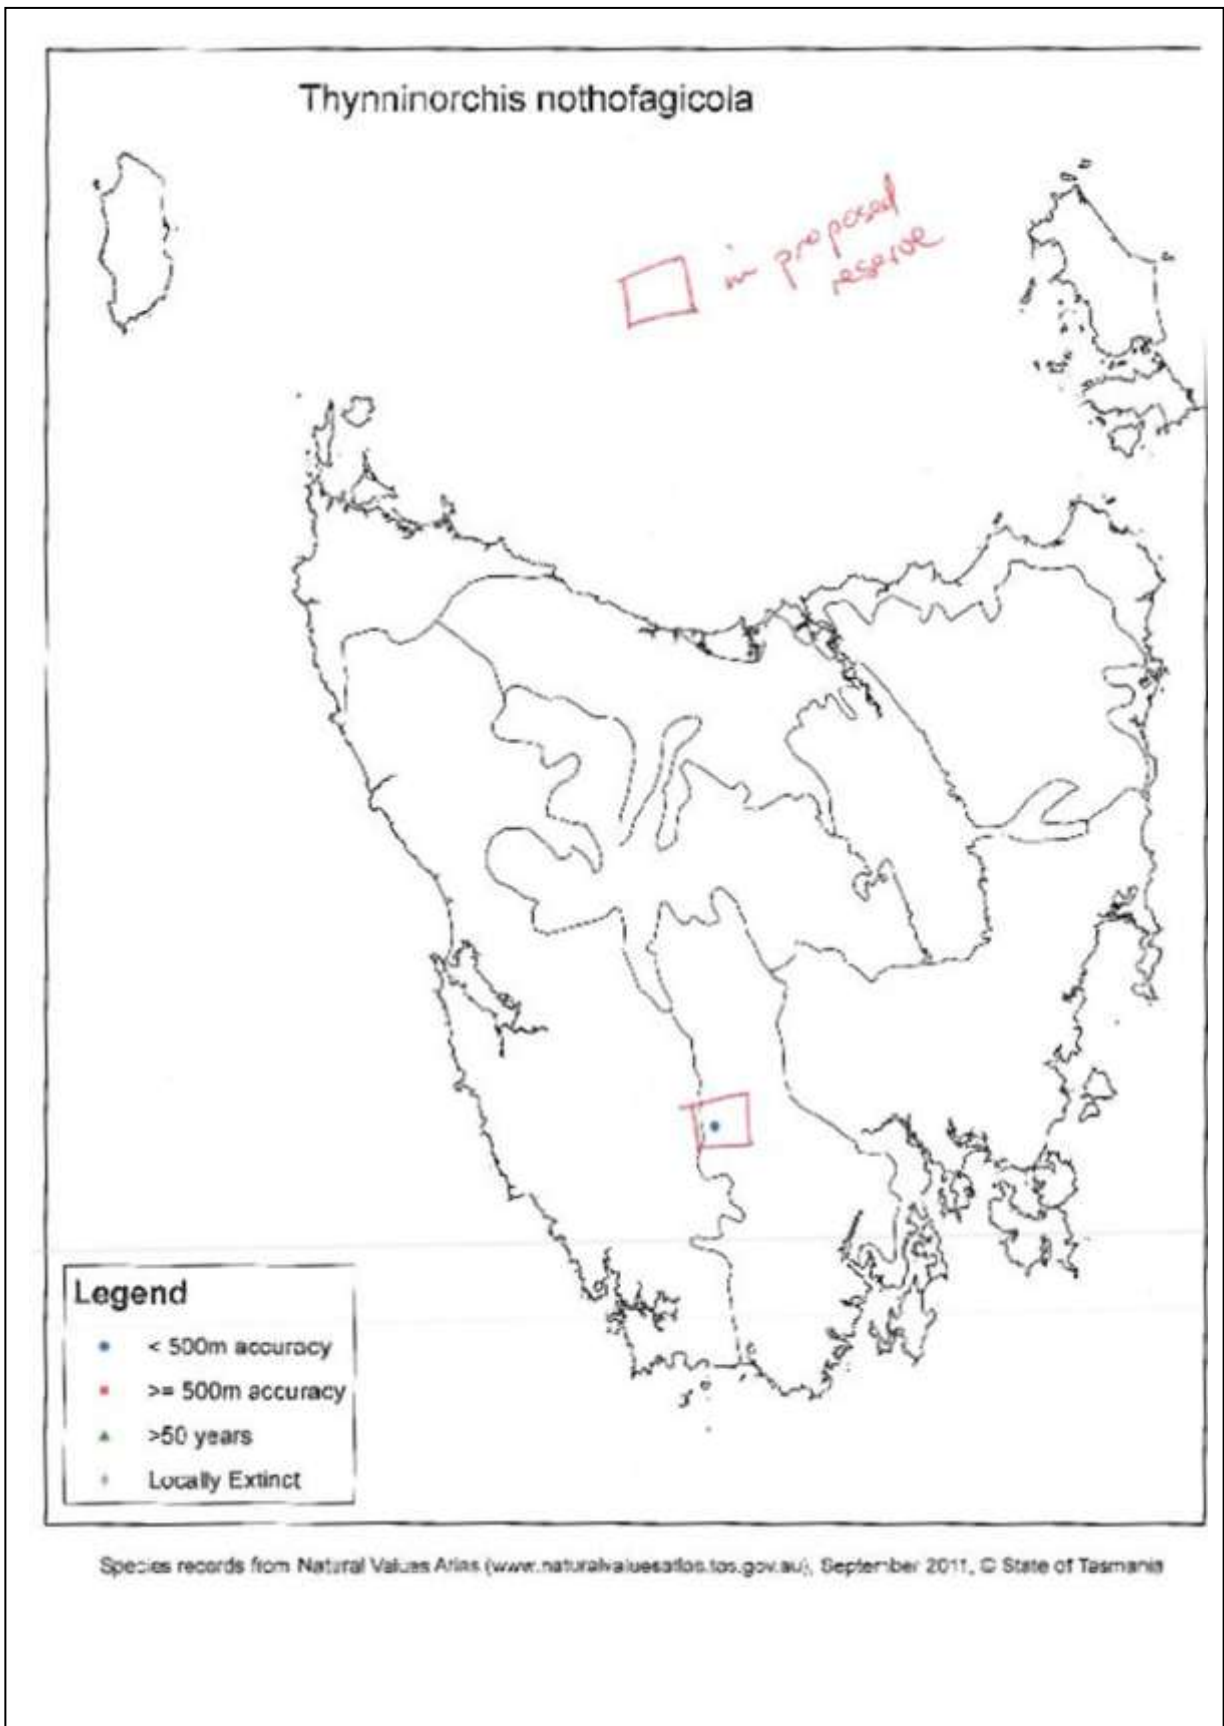 Thynninorchis nothofagicola
in proposed
reserve
Legend
< 500m accuracy
>= 500m accuracy
>50 years
Locally Extinct
Species records from Natural Values Atlas (www.naturalvaluesatlas.tas.gov.au), September 2011, © State of Tasmania